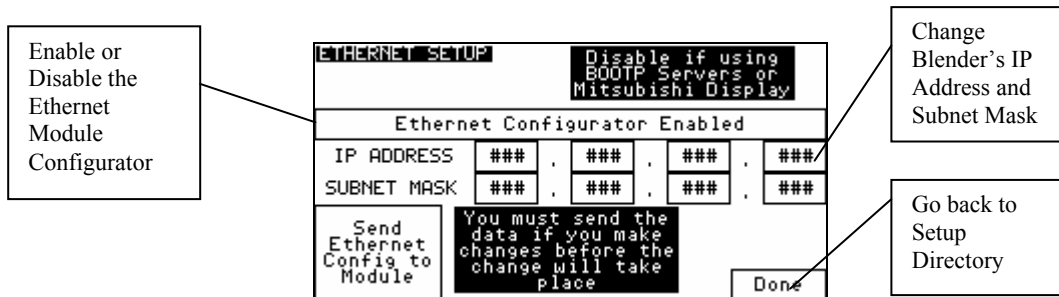 Enable or
Disable the
Ethernet
Module
Configurator
ETHERNET SETUP
Disable if using
BOOTP Servers or
Mitsubishi Display
Ethernet Configurator Enabled
IP ADDRESS ### . ### . ### . ###
SUBNET MASK ### . ### . ### . ###
Send
Ethernet
Config to
Module
You must send the
data if you make
changes before the
change will take
place
Done
Change
Blender's IP
Address and
Subnet Mask
Go back to
Setup
Directory